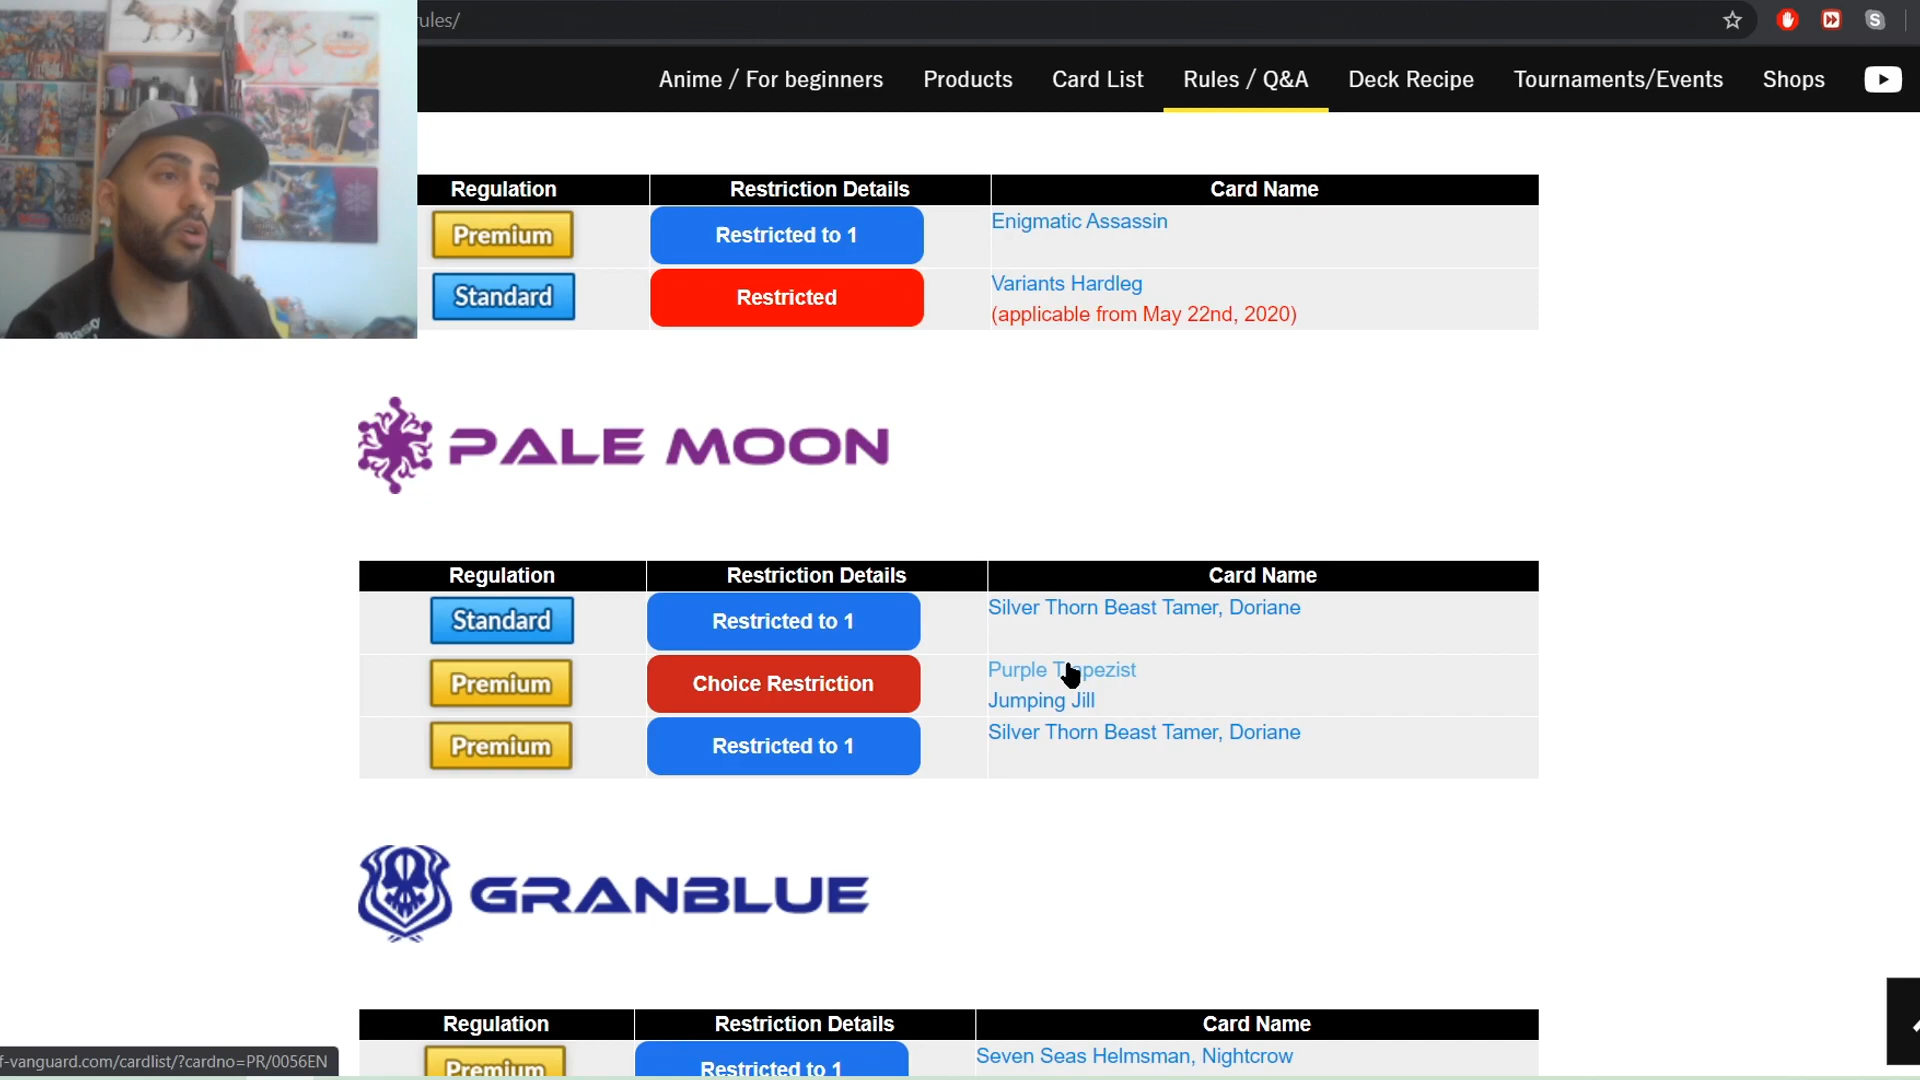 rules/
S
Anime / For beginners Products Card List Rules / Q&A Deck Recipe Tournaments/Events Shops
Regulation Restriction Details Card Name
Premium Restricted to 1 Enigmatic Assassin
Standard Restricted Variants Hardleg
(applicable from May 22nd, 2020)
PALE MOON
Regulation Restriction Details Card Name
Standard Restricted to 1 Silver Thorn Beast Tamer, Doriane
Premium Choice Restriction Purple Trapezist
Jumping Jill
Premium Restricted to 1 Silver Thorn Beast Tamer, Doriane
GRANBLUE
Regulation Restriction Details Card Name
Premium Restricted to 1 Seven Seas Helmsman, Nightcrow
f-vanguard.com/cardlist/?cardno=PR/0056EN